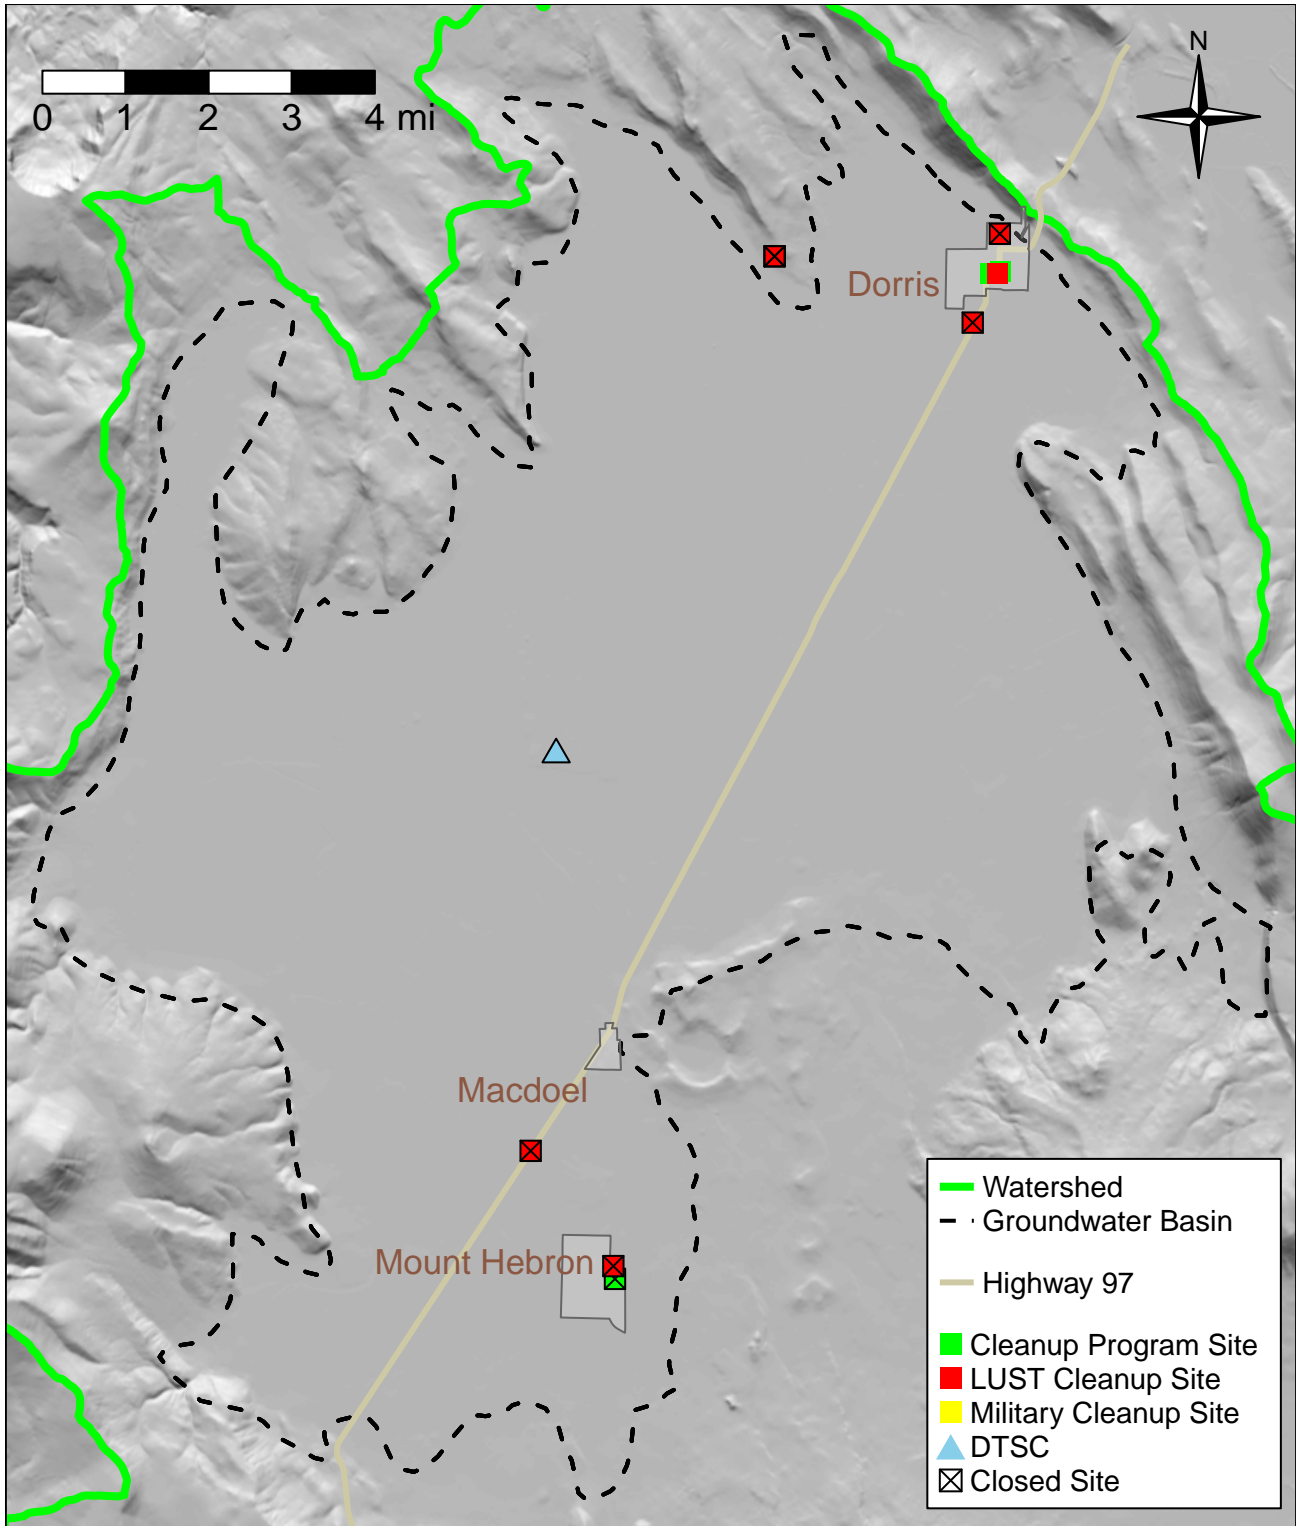 N
0 1 2 3 4 mi
Dorris
Macdoel
Mount Hebron
Watershed
Groundwater Basin
Highway 97
Cleanup Program Site
LUST Cleanup Site
Military Cleanup Site
DTSC
Closed Site